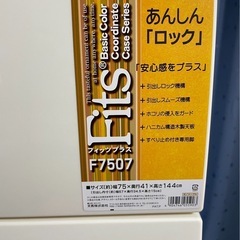 Fits
Basic Color
Coordinate
Case Series
フィッツプラス
F7507
あんしん
「ロック」
「安心感をプラス」
+ 引出しロック機構
+ 引出しスムーズ機構
+ ホコリの侵入をガード
+ ハニカム構造木製天板
+ すべり止め付き専用脚
■サイズ(約)幅75×奥行41×高さ144cm